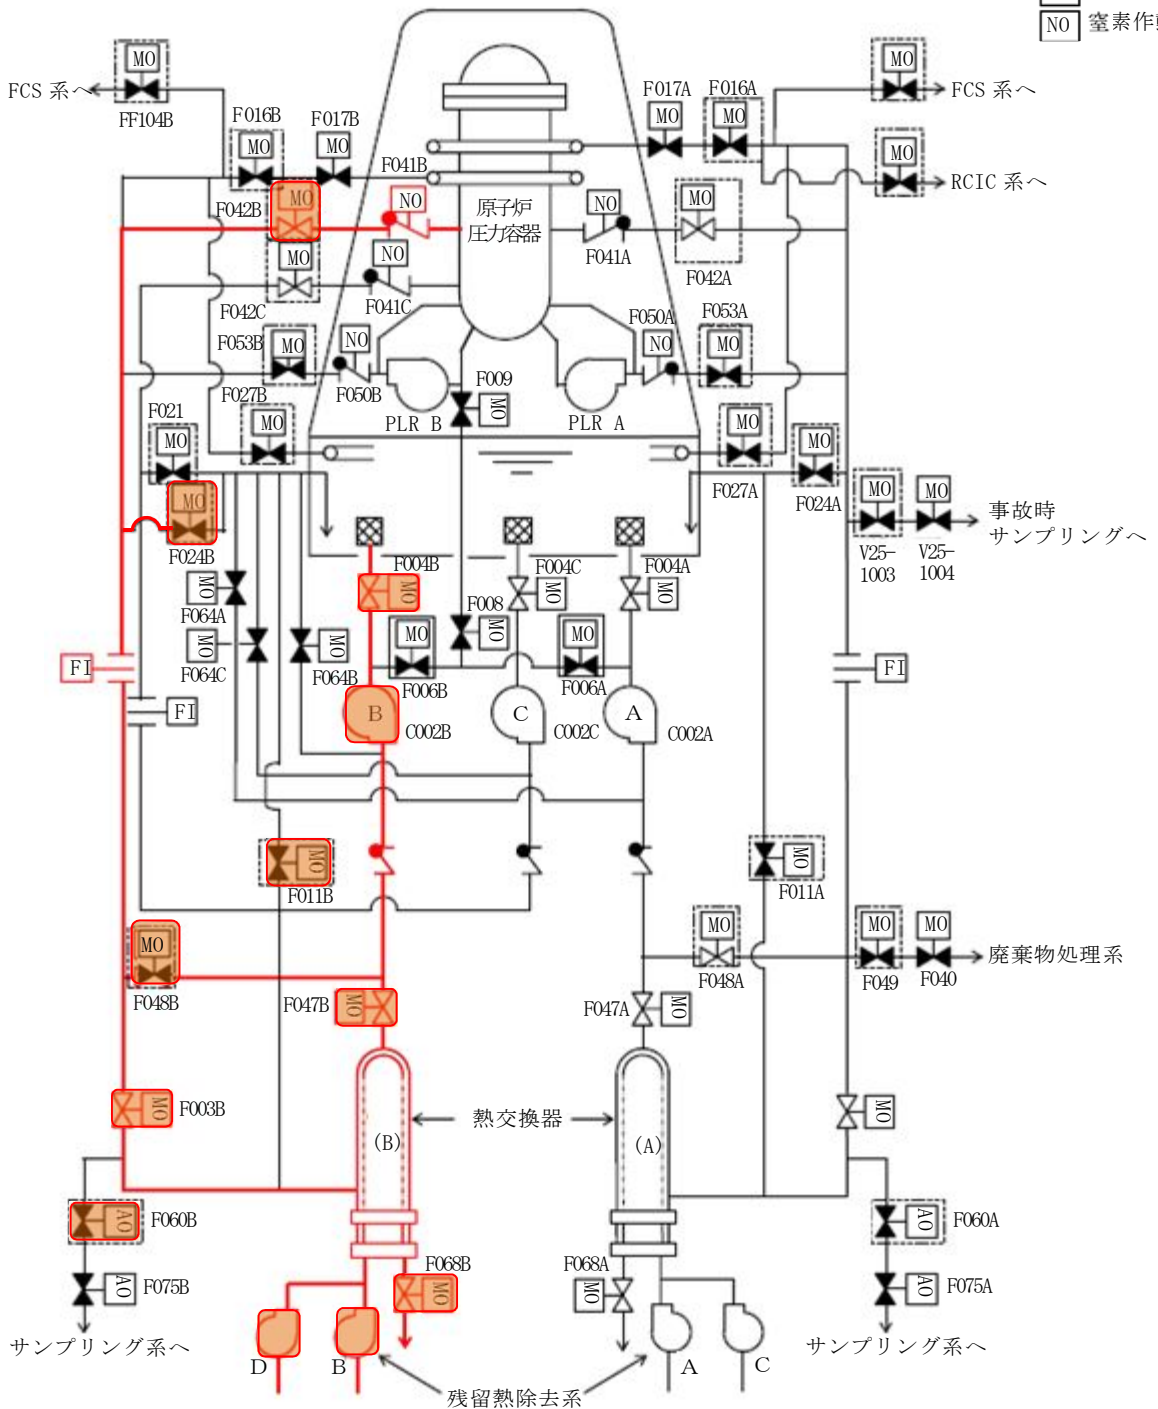 NO 窒素作動
MO
FCS 系へ
FF104B
MO
F016B
MO
F017B
F041B
NO
F017A
MO
F016A
MO
MO
FCS 系へ
MO
RCIC 系へ
原子炉
圧力容器
F042B
MO
NO
F041A
MO
F042A
MO
F042C
NO
F041C
F053B
MO
NO
F050B
F050A
NO
F053A
MO
F009
MO
PLR B
PLR A
F027B
MO
F021
MO
MO
F024B
MO
F027A
MO
F024A
MO
V25-
1003
MO
V25-
1004
事故時
サンプリングへ
F004B
MO
F004C
MO
F004A
MO
MO
F064A
MO
F064C
MO
F064B
MO
F006B
F008
MO
MO
F006A
FI
FI
FI
B
C002B
C
C002C
A
C002A
MO
F011B
MO
F011A
MO
F048B
MO
F048A
MO
F049
MO
F040
廃棄物処理系
F047B
MO
F047A
MO
MO
F003B
熱交換器
(B)
(A)
MO
AO
F060B
AO
F075B
サンプリング系へ
AO
F060A
AO
F075A
サンプリング系へ
F068B
MO
F068A
MO
D
B
A
C
残留熱除去系